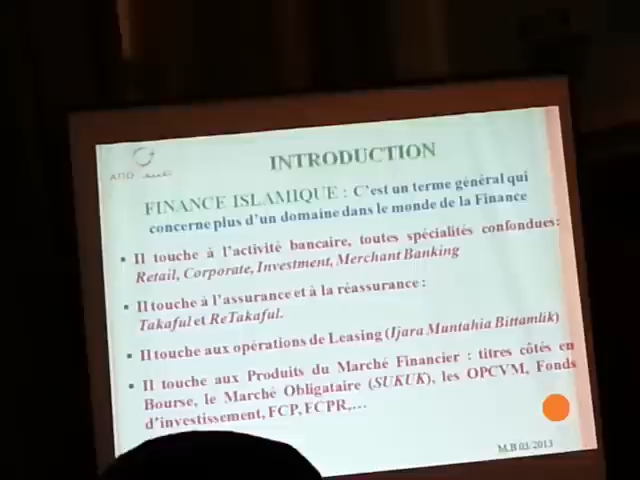 INTRODUCTION
FINANCE ISLAMIQUE : C'est un terme général qui
concerne plus d'un domaine dans le monde de la Finance
▪ Il touche à l'activité bancaire, toutes spécialités confondues:
Retail, Corporate, Investment, Merchant Banking
▪ Il touche à l'assurance et à la réassurance :
Takaful et ReTakaful.
▪ Il touche aux opérations de Leasing (Ijara Muntahia Bittamlik)
▪ Il touche aux Produits du Marché Financier : titres côtés en
Bourse, le Marché Obligataire (SUKUK), les OPCVM, Fonds
d'investissement, FCP, FCPR,...
M.B 03/2013